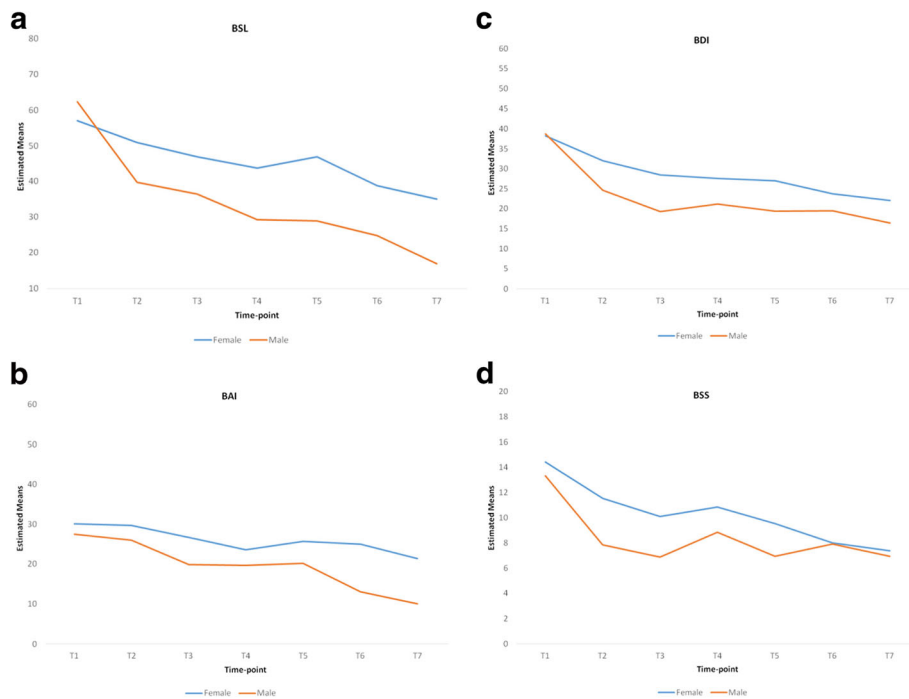 a
BSL
80
70
60
50
40
30
20
10
Estimated Means
T1 T2 T3 T4 T5 T6 T7
Time-point
Female Male
b
BAI
60
50
40
30
20
10
0
Estimated Means
T1 T2 T3 T4 T5 T6 T7
Time-point
Female Male
c
BDI
60
55
50
45
40
35
30
25
20
15
10
5
0
Estimated Means
T1 T2 T3 T4 T5 T6 T7
Time-point
Female Male
d
BSS
20
18
16
14
12
10
8
6
4
2
0
Estimated Means
T1 T2 T3 T4 T5 T6 T7
Time-point
Female Male